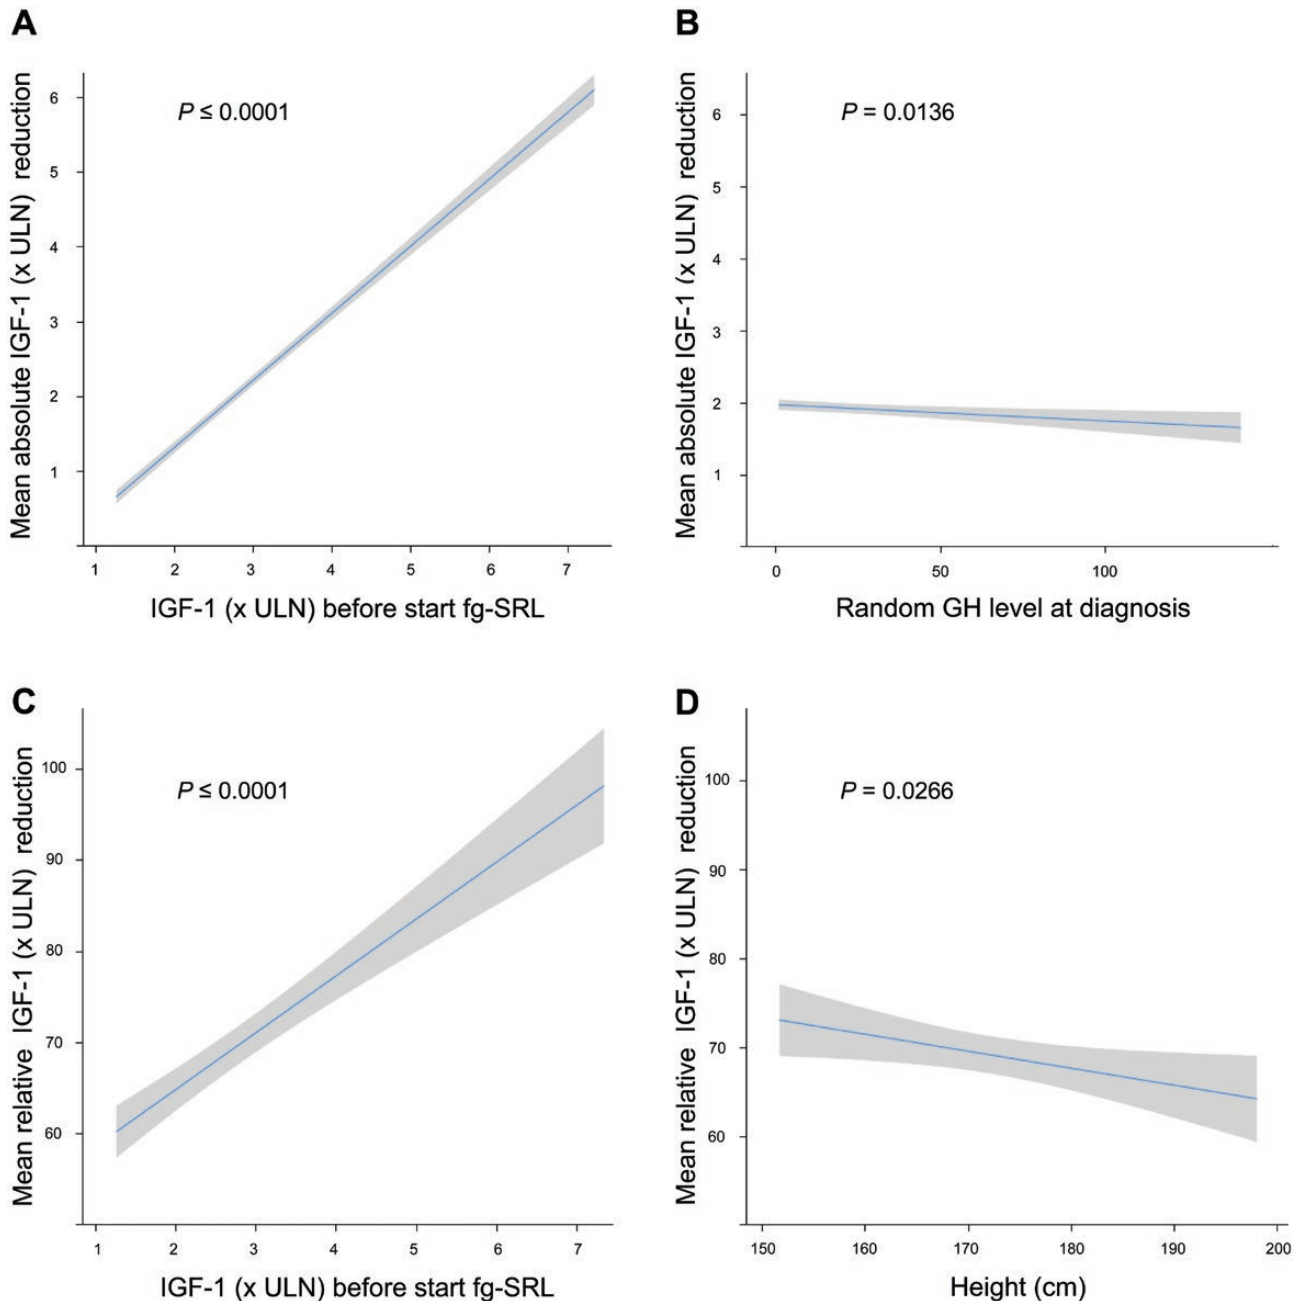 A
Mean absolute IGF-1 (x ULN) reduction
P ≤ 0.0001
6
5
4
3
2
1
1 2 3 4 5 6 7
IGF-1 (x ULN) before start fg-SRL
B
Mean absolute IGF-1 (x ULN) reduction
P = 0.0136
6
5
4
3
2
1
0 50 100
Random GH level at diagnosis
C
Mean relative IGF-1 (x ULN) reduction
P ≤ 0.0001
100
90
80
70
60
1 2 3 4 5 6 7
IGF-1 (x ULN) before start fg-SRL
D
Mean relative IGF-1 (x ULN) reduction
P = 0.0266
100
90
80
70
60
150 160 170 180 190 200
Height (cm)